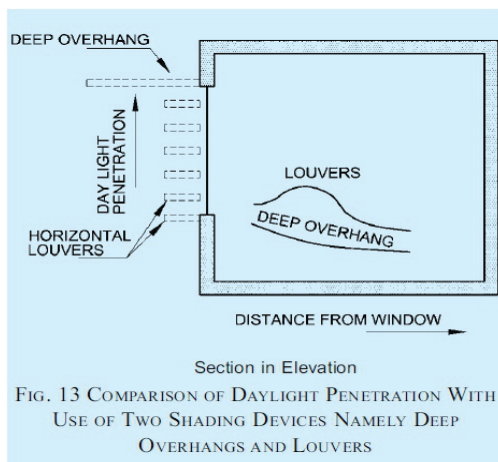 DEEP OVERHANG
DAY LIGHT
PENETRATION
LOUVERS
DEEP OVERHANG
HORIZONTAL
LOUVERS
DISTANCE FROM WINDOW
Section in Elevation
FIG. 13 COMPARISON OF DAYLIGHT PENETRATION WITH
USE OF TWO SHADING DEVICES NAMELY DEEP
OVERHANGS AND LOUVERS